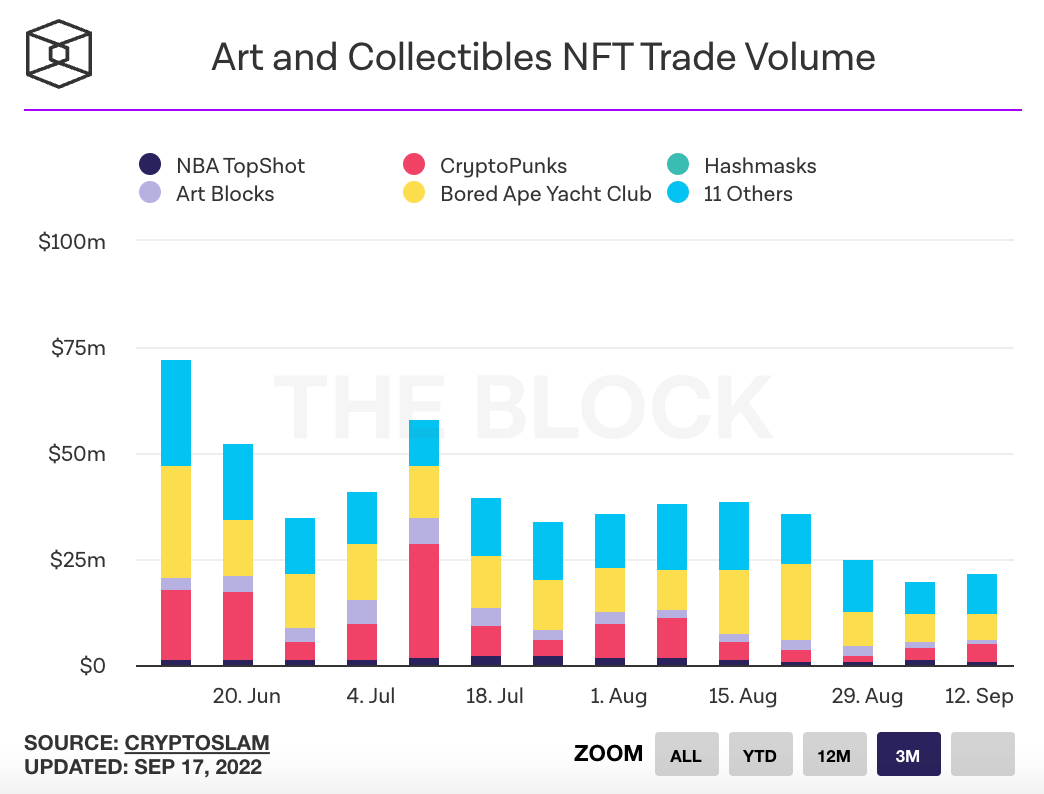 Art and Collectibles NFT Trade Volume
NBA TopShot
CryptoPunks
Hashmasks
Art Blocks
Bored Ape Yacht Club
11 Others
$100m
$75m
THE BLOCK
$50m
$25m
$0
20. Jun
4. Jul
18. Jul
1. Aug
15. Aug
29. Aug
12. Sep
SOURCE: CRYPTOSLAM
UPDATED: SEP 17, 2022
ZOOM
ALL
YTD
12M
3M